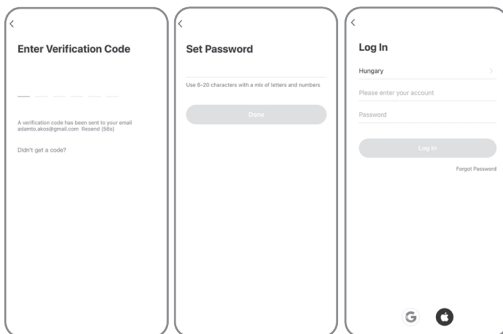 Enter Verification Code
A verification code has been sent to your email
adamto.akos@gmail.com Resend (56s)
Didn't get a code?
Set Password
Use 6-20 characters with a mix of letters and numbers
Done
Log In
Hungary
Please enter your account
Password
Log In
Forgot Password
G